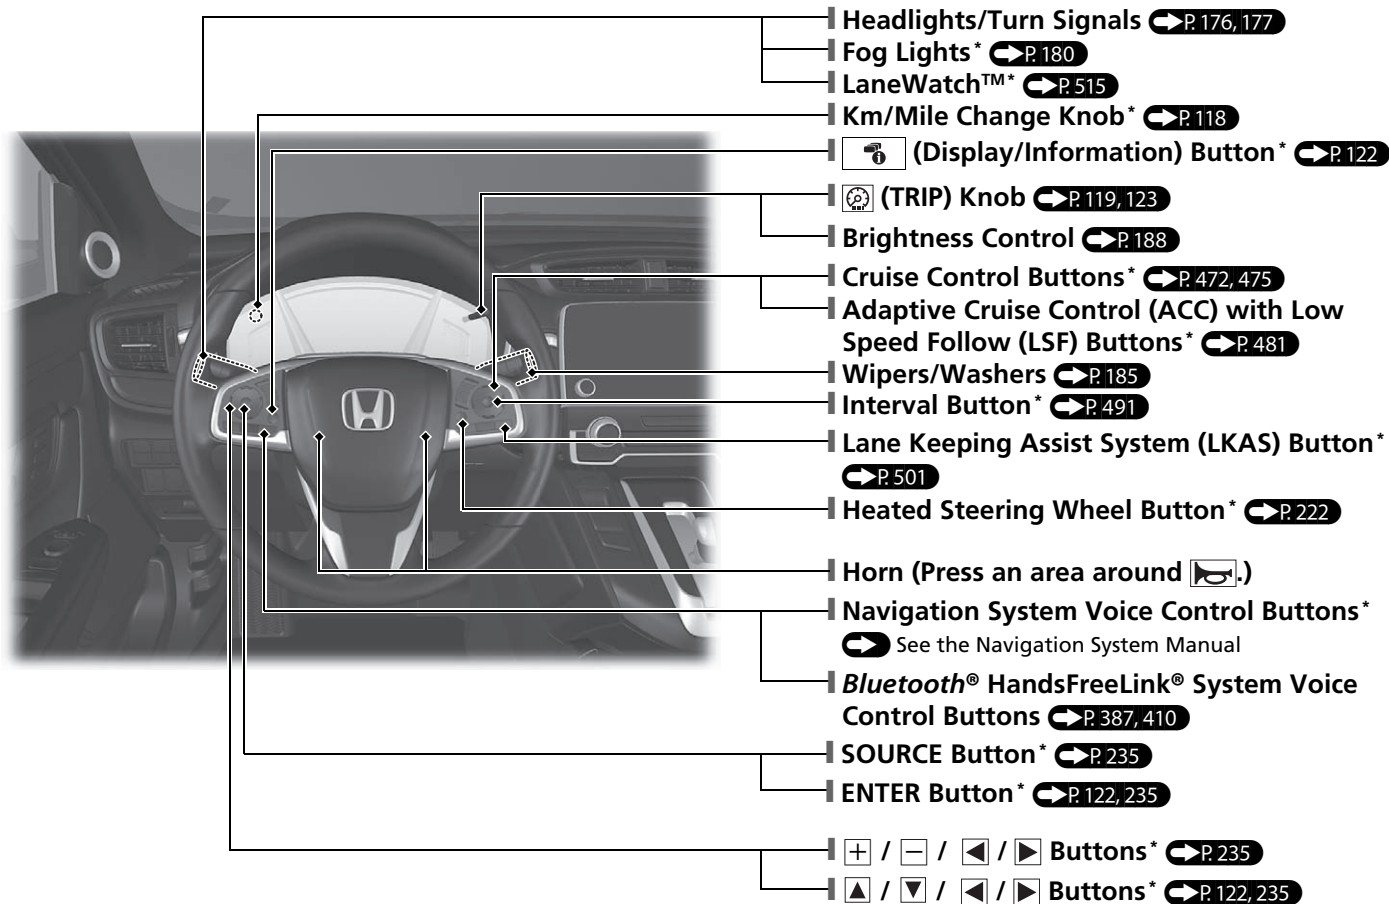 Headlights/Turn Signals P. 176, 177
Fog Lights* P. 180
LaneWatch™* P. 515
Km/Mile Change Knob* P. 118
(Display/Information) Button* P. 122
(TRIP) Knob P. 119, 123
Brightness Control P. 188
Cruise Control Buttons* P. 472, 475
Adaptive Cruise Control (ACC) with Low
Speed Follow (LSF) Buttons* P. 481
Wipers/Washers P. 185
Interval Button* P. 491
Lane Keeping Assist System (LKAS) Button*
P. 501
Heated Steering Wheel Button* P. 222
Horn (Press an area around .)
Navigation System Voice Control Buttons*
See the Navigation System Manual
Bluetooth® HandsFreeLink® System Voice
Control Buttons P. 387, 410
SOURCE Button* P. 235
ENTER Button* P. 122, 235
+ / − / ◀ / ▶ Buttons* P. 235
▲ / ▼ / ◀ / ▶ Buttons* P. 122, 235